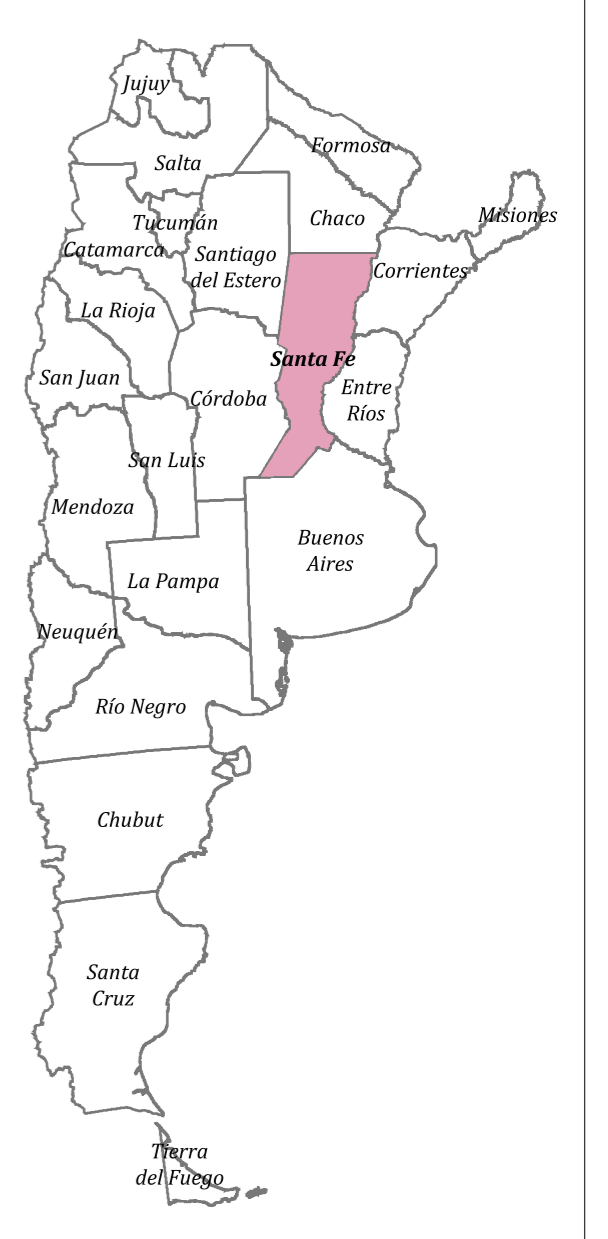 Jujuy
Formosa
Salta
Misiones
Chaco
Tucumán
Catamarca
Santiago
del Estero
Corrientes
La Rioja
Santa Fe
San Juan
Entre
Ríos
Córdoba
San Luis
Mendoza
Buenos
Aires
La Pampa
Neuquén
Río Negro
Chubut
Santa
Cruz
Tierra
del Fuego